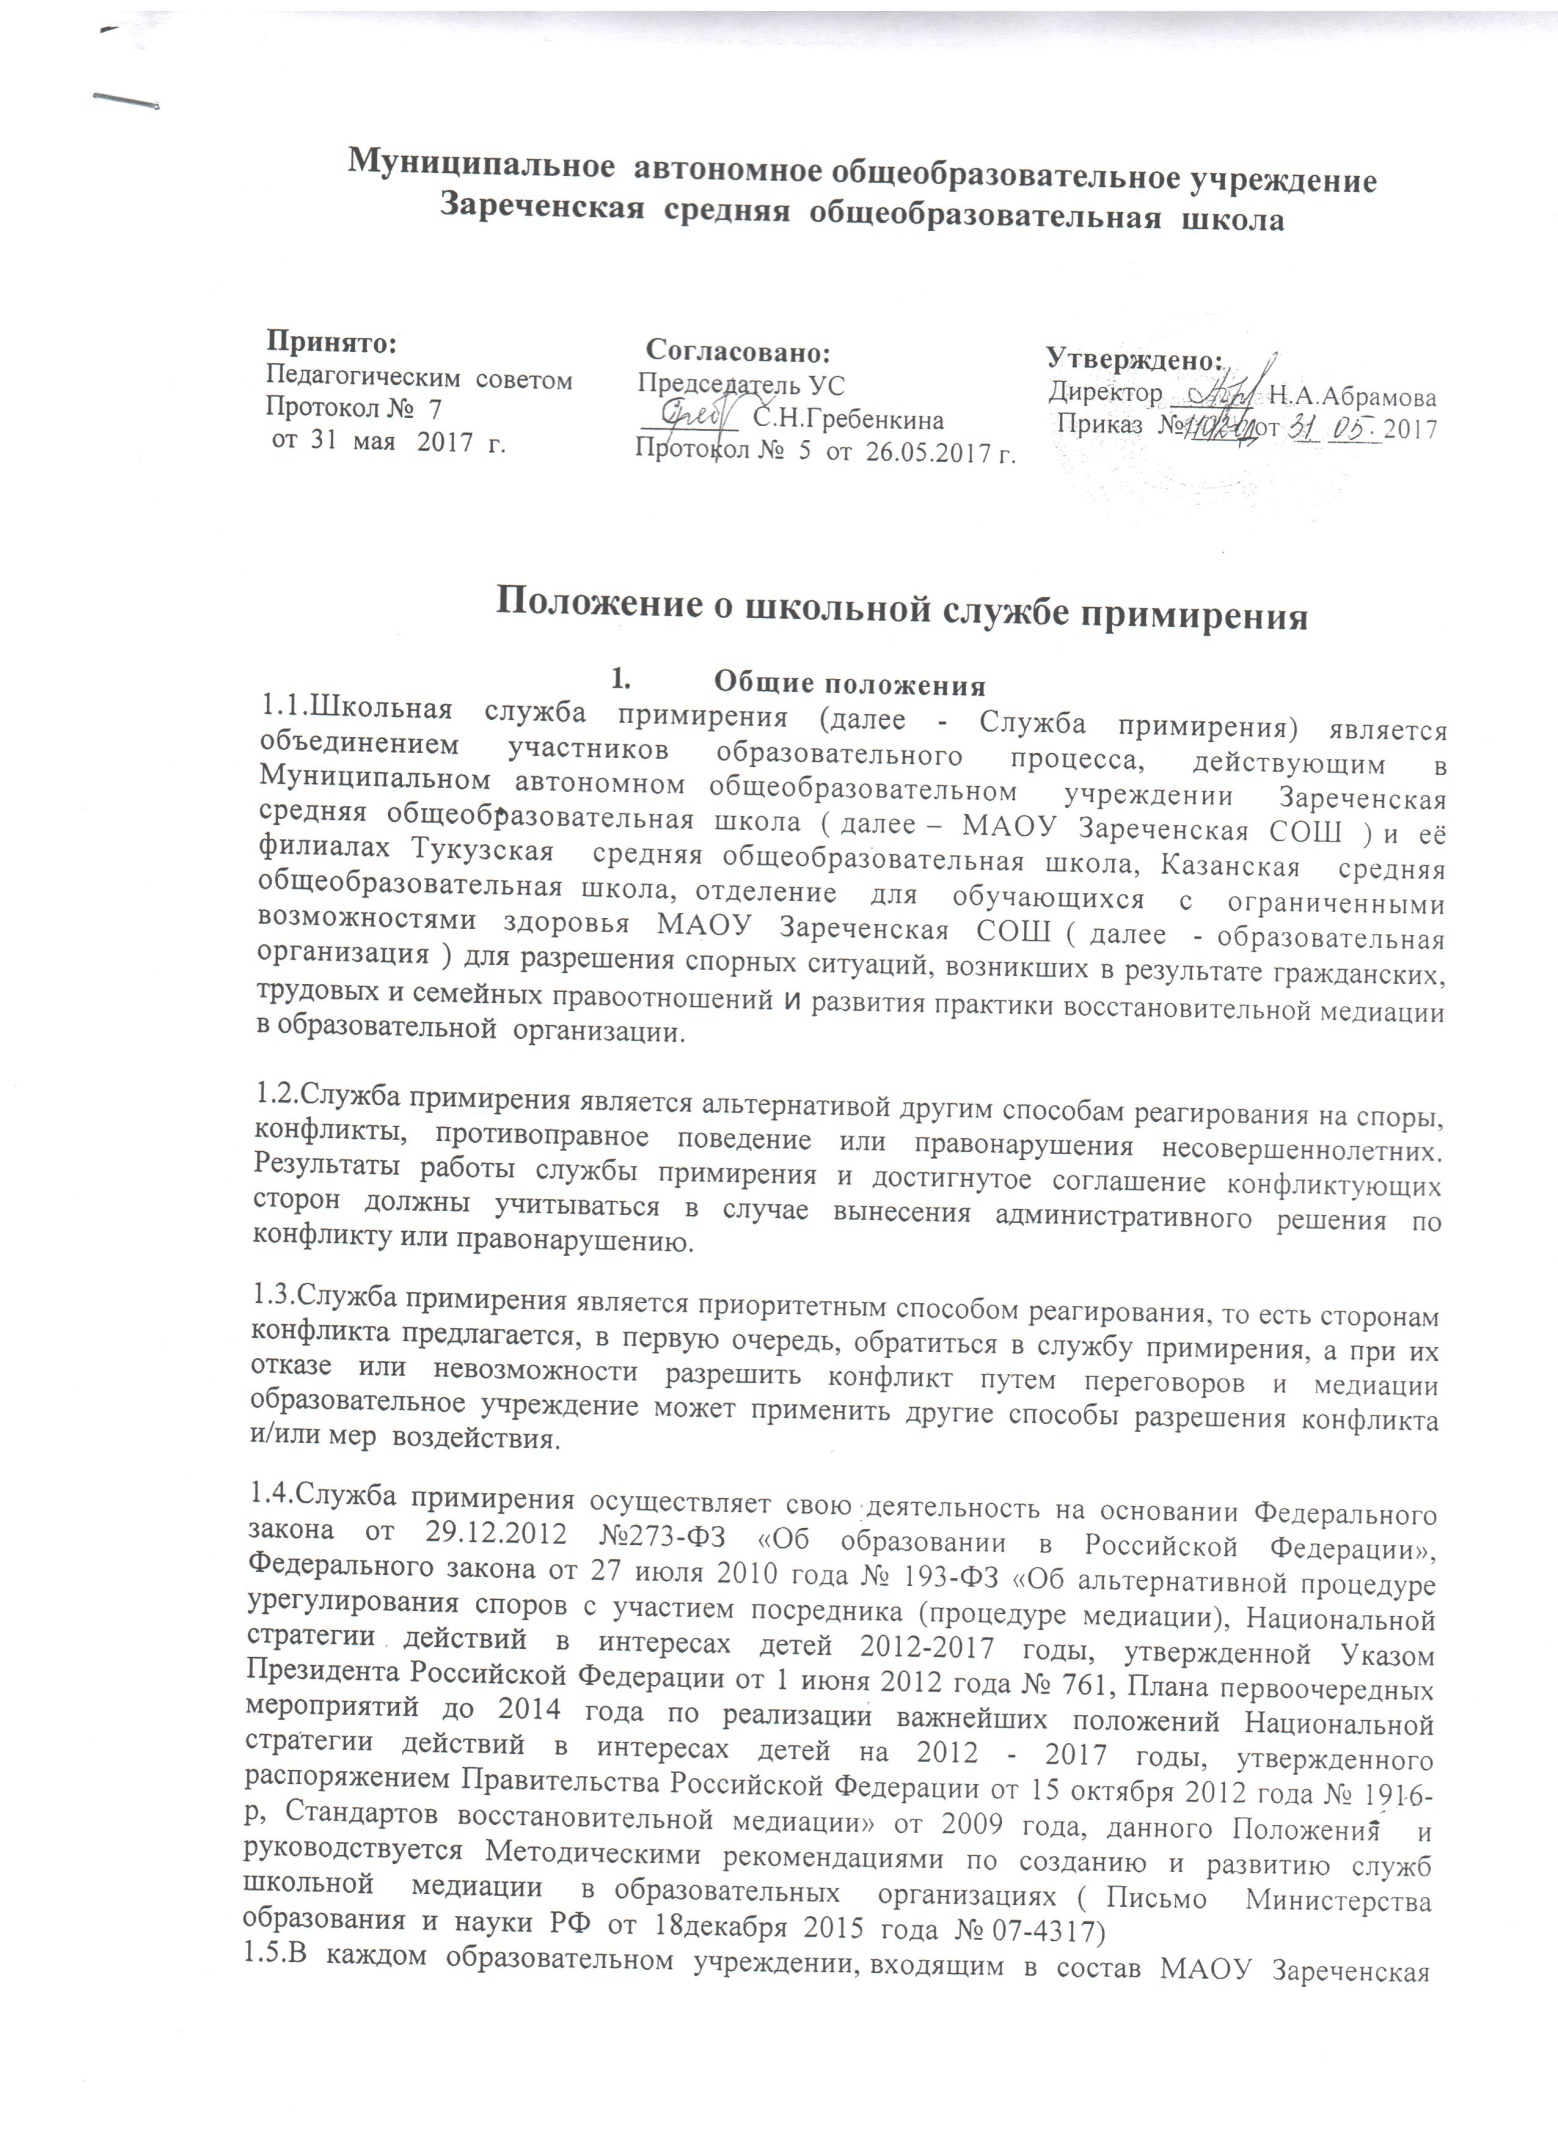 Муниципальное автономное общеобразовательное учреждение
Зареченская средняя общеобразовательная школа
Принято:
Педагогическим советом
Протокол № 7
от 31 мая 2017 г.
Согласовано:
Председатель УС
С.Н.Гребенкина
Протокол № 5 от 26.05.2017 г.
Утверждено:
Директор Н.А.Абрамова
Приказ № от 31 05. 2017
Положение о школьной службе примирения
1. Общие положения
1.1.Школьная служба примирения (далее - Служба примирения) является
объединением участников образовательного процесса, действующим в
Муниципальном автономном общеобразовательном учреждении Зареченская
средняя общеобразовательная школа ( далее – МАОУ Зареченская СОШ ) и её
филиалах Тукузская средняя общеобразовательная школа, Казанская средняя
общеобразовательная школа, отделение для обучающихся с ограниченными
возможностями здоровья МАОУ Зареченская СОШ ( далее - образовательная
организация ) для разрешения спорных ситуаций, возникших в результате гражданских,
трудовых и семейных правоотношений и развития практики восстановительной медиации
в образовательной организации.
1.2.Служба примирения является альтернативой другим способам реагирования на споры,
конфликты, противоправное поведение или правонарушения несовершеннолетних.
Результаты работы службы примирения и достигнутое соглашение конфликтующих
сторон должны учитываться в случае вынесения административного решения по
конфликту или правонарушению.
1.3.Служба примирения является приоритетным способом реагирования, то есть сторонам
конфликта предлагается, в первую очередь, обратиться в службу примирения, а при их
отказе или невозможности разрешить конфликт путем переговоров и медиации
образовательное учреждение может применить другие способы разрешения конфликта
и/или мер воздействия.
1.4.Служба примирения осуществляет свою деятельность на основании Федерального
закона от 29.12.2012 №273-ФЗ «Об образовании в Российской Федерации»,
Федерального закона от 27 июля 2010 года № 193-ФЗ «Об альтернативной процедуре
урегулирования споров с участием посредника (процедуре медиации), Национальной
стратегии действий в интересах детей 2012-2017 годы, утвержденной Указом
Президента Российской Федерации от 1 июня 2012 года № 761, Плана первоочередных
мероприятий до 2014 года по реализации важнейших положений Национальной
стратегии действий в интересах детей на 2012 - 2017 годы, утвержденного
распоряжением Правительства Российской Федерации от 15 октября 2012 года № 1916-
р, Стандартов восстановительной медиации» от 2009 года, данного Положения и
руководствуется Методическими рекомендациями по созданию и развитию служб
школьной медиации в образовательных организациях ( Письмо Министерства
образования и науки РФ от 18декабря 2015 года № 07-4317)
1.5.В каждом образовательном учреждении, входящим в состав МАОУ Зареченская